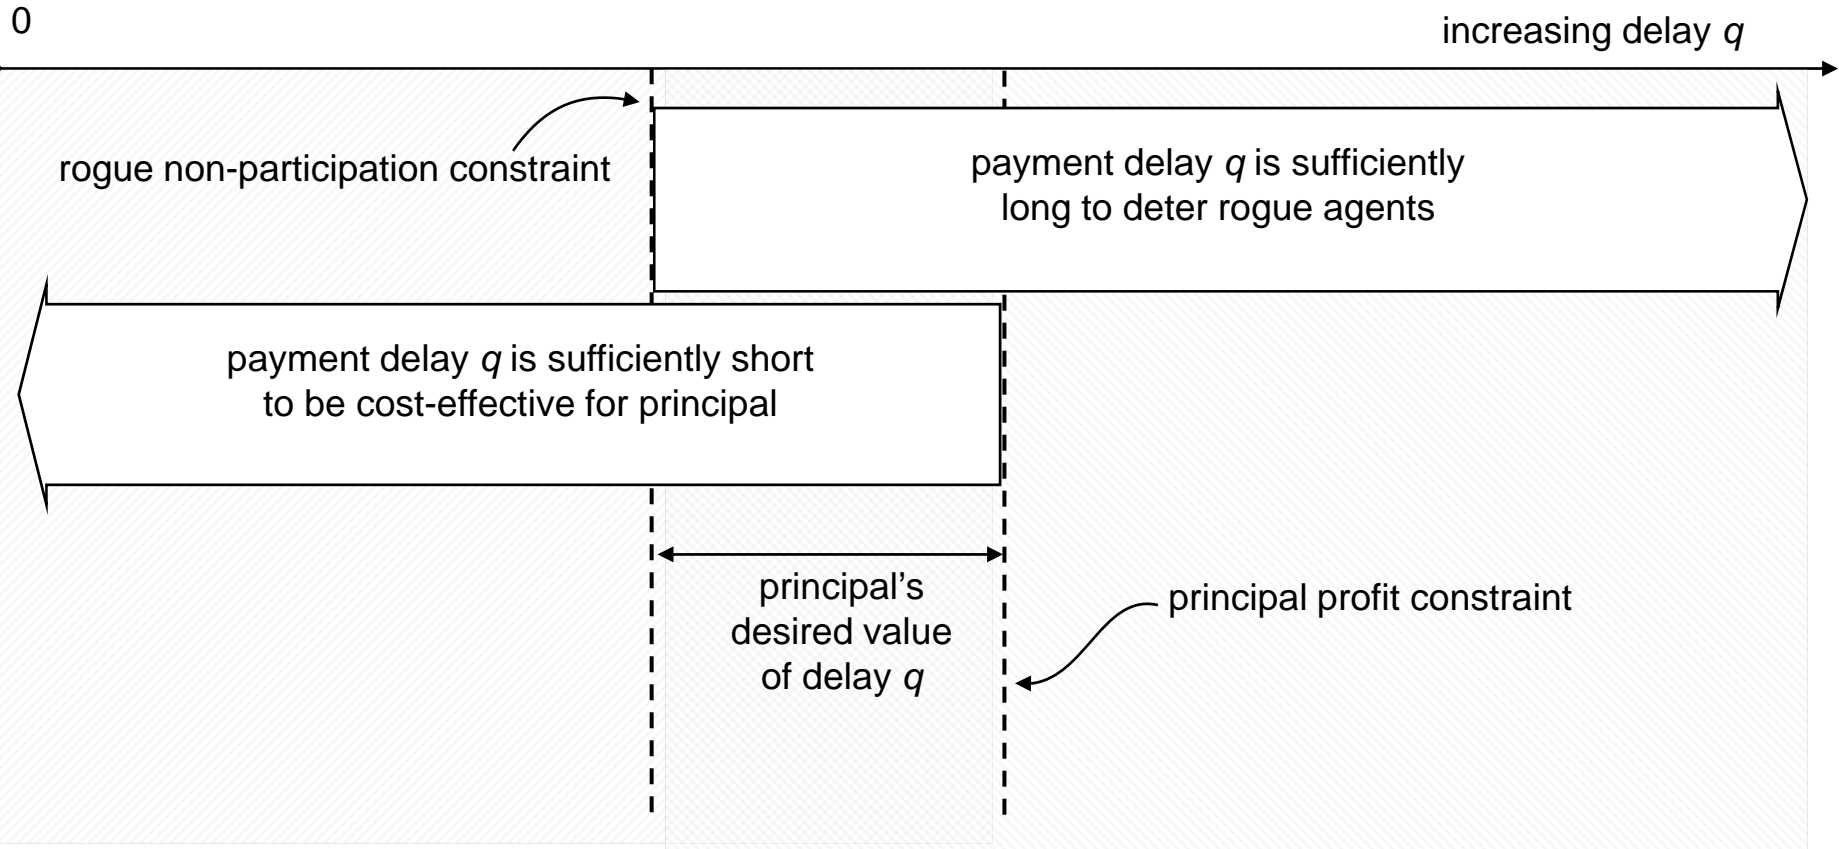 0
increasing delay q
rogue non-participation constraint
payment delay q is sufficiently
long to deter rogue agents
payment delay q is sufficiently short
to be cost-effective for principal
principal’s
desired value
of delay q
principal profit constraint